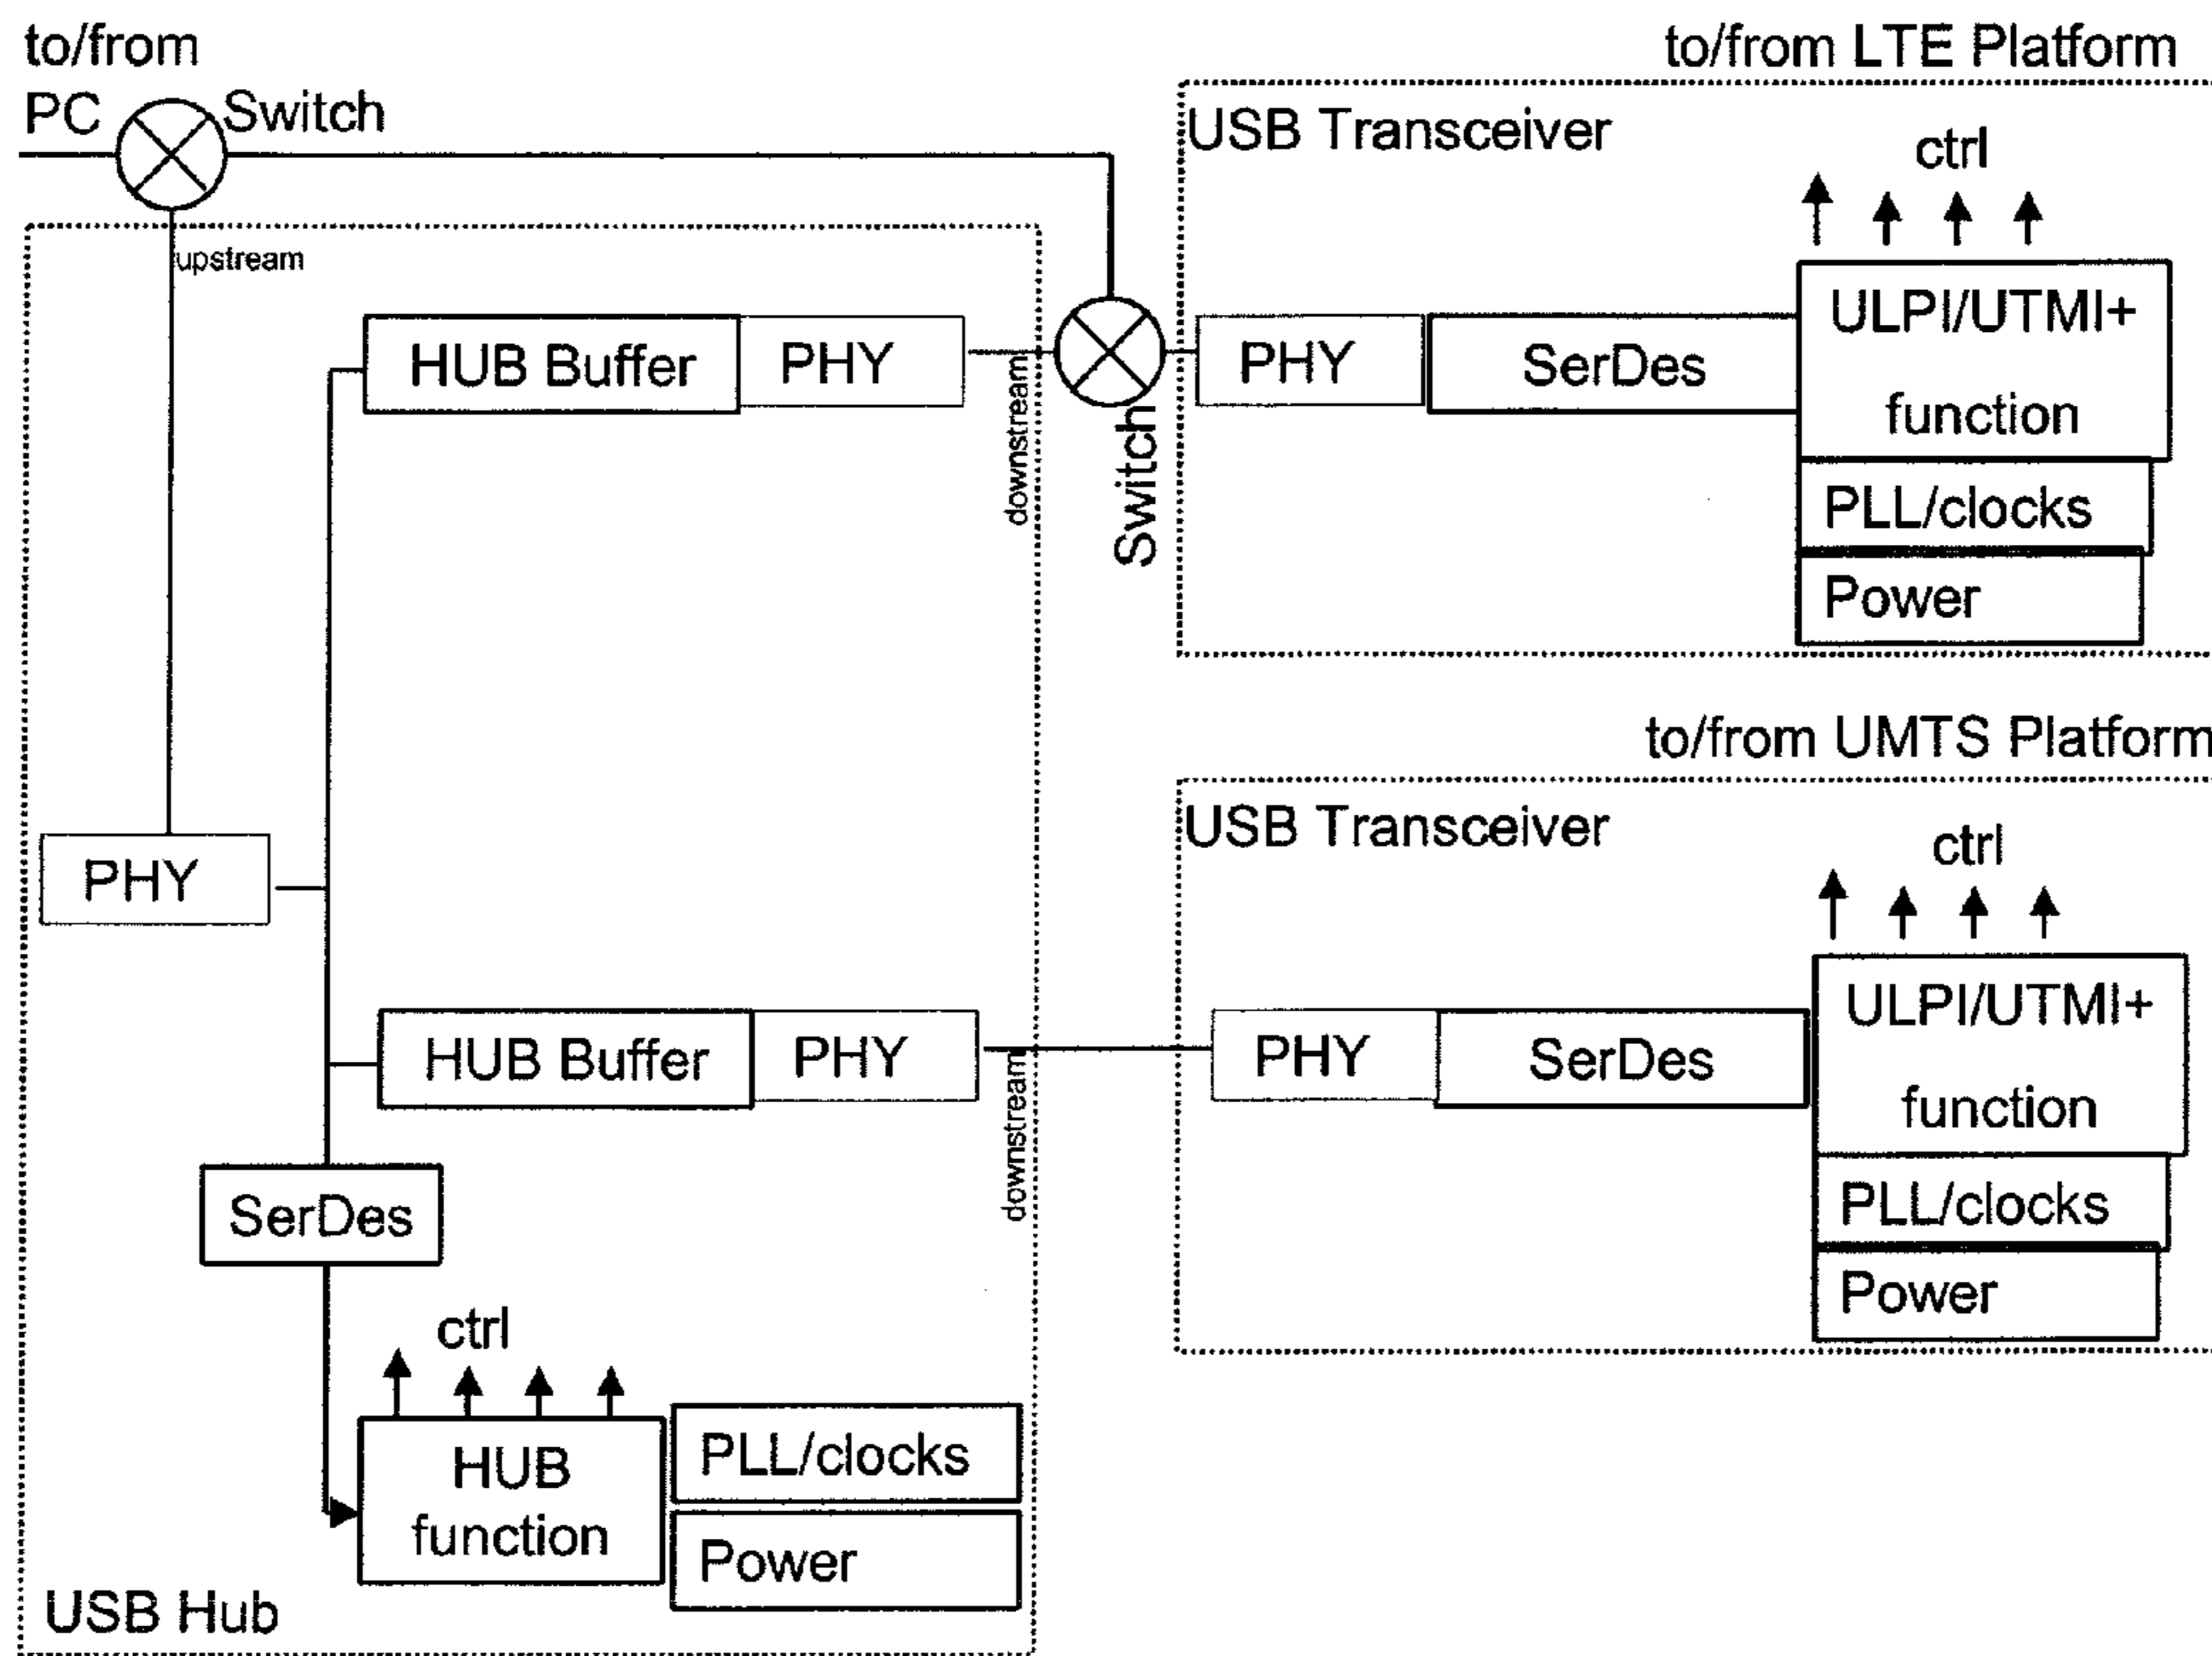 to/from
PC
Switch
to/from LTE Platform
USB Transceiver
ctrl
upstream
HUB Buffer
PHY
downstream
Switch
PHY
SerDes
ULPI/UTMI+
function
PLL/clocks
Power
to/from UMTS Platform
USB Transceiver
ctrl
PHY
HUB Buffer
PHY
downstream
PHY
SerDes
ULPI/UTMI+
function
PLL/clocks
Power
SerDes
ctrl
HUB
function
PLL/clocks
Power
USB Hub